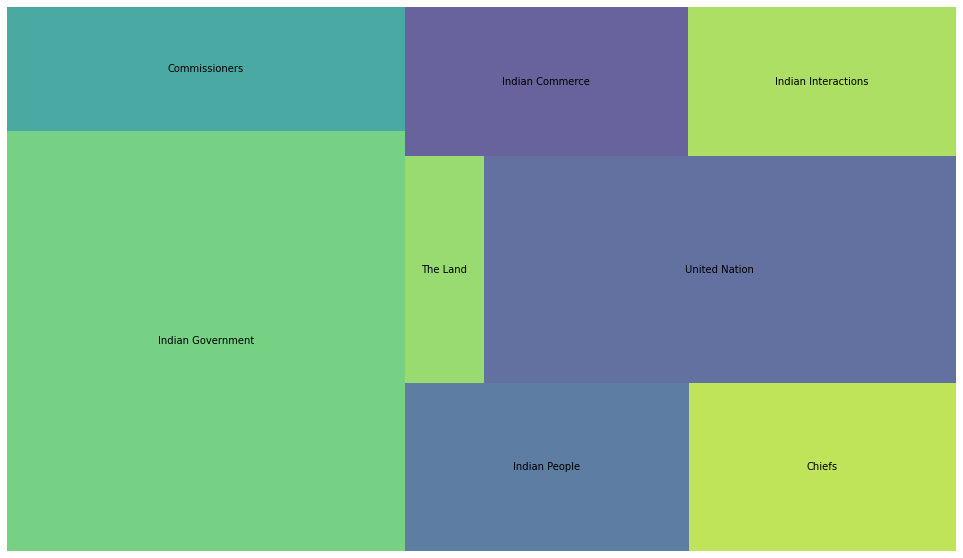 Commissioners
Indian Commerce
Indian Interactions
The Land
United Nation
Indian Government
Indian People
Chiefs